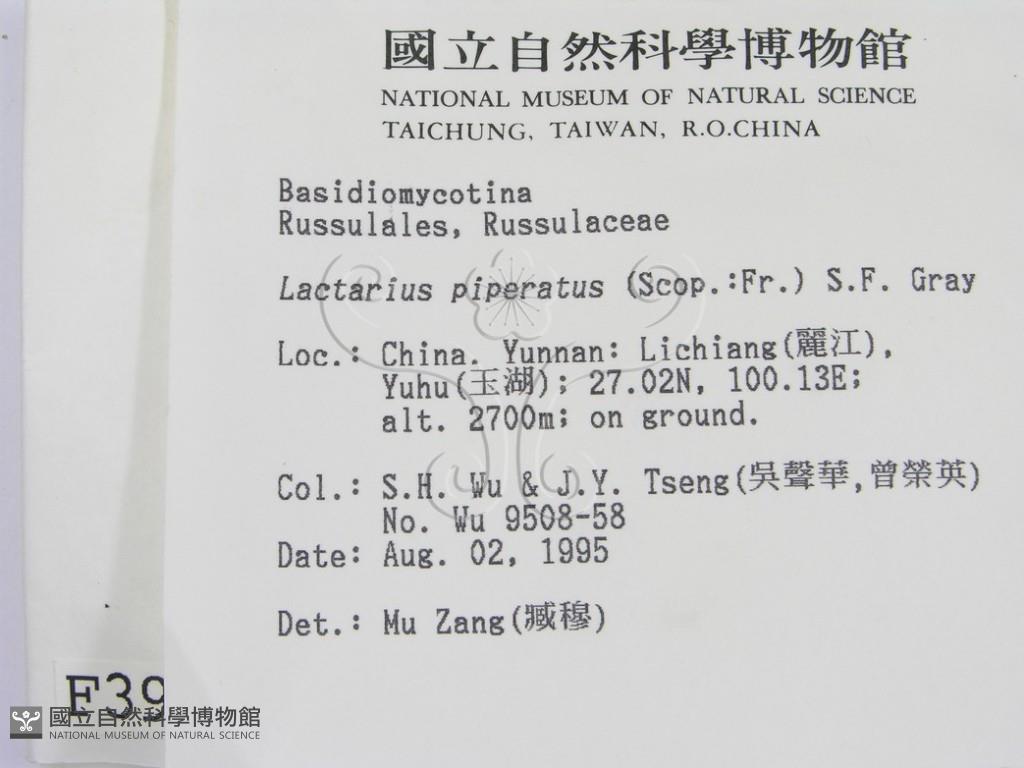 國立自然科學博物館
NATIONAL MUSEUM OF NATURAL SCIENCE
TAICHUNG, TAIWAN, R.O.CHINA
Basidiomycotina
Russulales, Russulaceae
Lactarius piperatus (Scop.:Fr.) S.F. Gray
Loc.: China. Yunnan: Lichiang(麗江),
Yuhu(玉湖); 27.02N, 100.13E;
alt. 2700m; on ground.
Col.: S.H. Wu & J.Y. Tseng(吳聲華,曾榮英)
No. Wu 9508-58
Date: Aug. 02, 1995
Det.: Mu Zang(臧穆)
F39
國立自然科學博物館
NATIONAL MUSEUM OF NATURAL SCIENCE